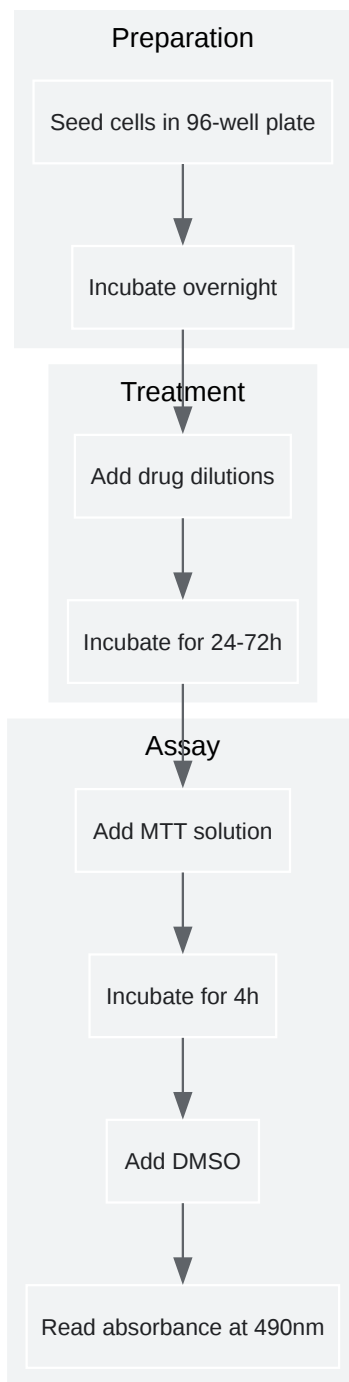 Preparation
Seed cells in 96-well plate
Incubate overnight
Treatment
Add drug dilutions
Incubate for 24-72h
Assay
Add MTT solution
Incubate for 4h
Add DMSO
Read absorbance at 490nm